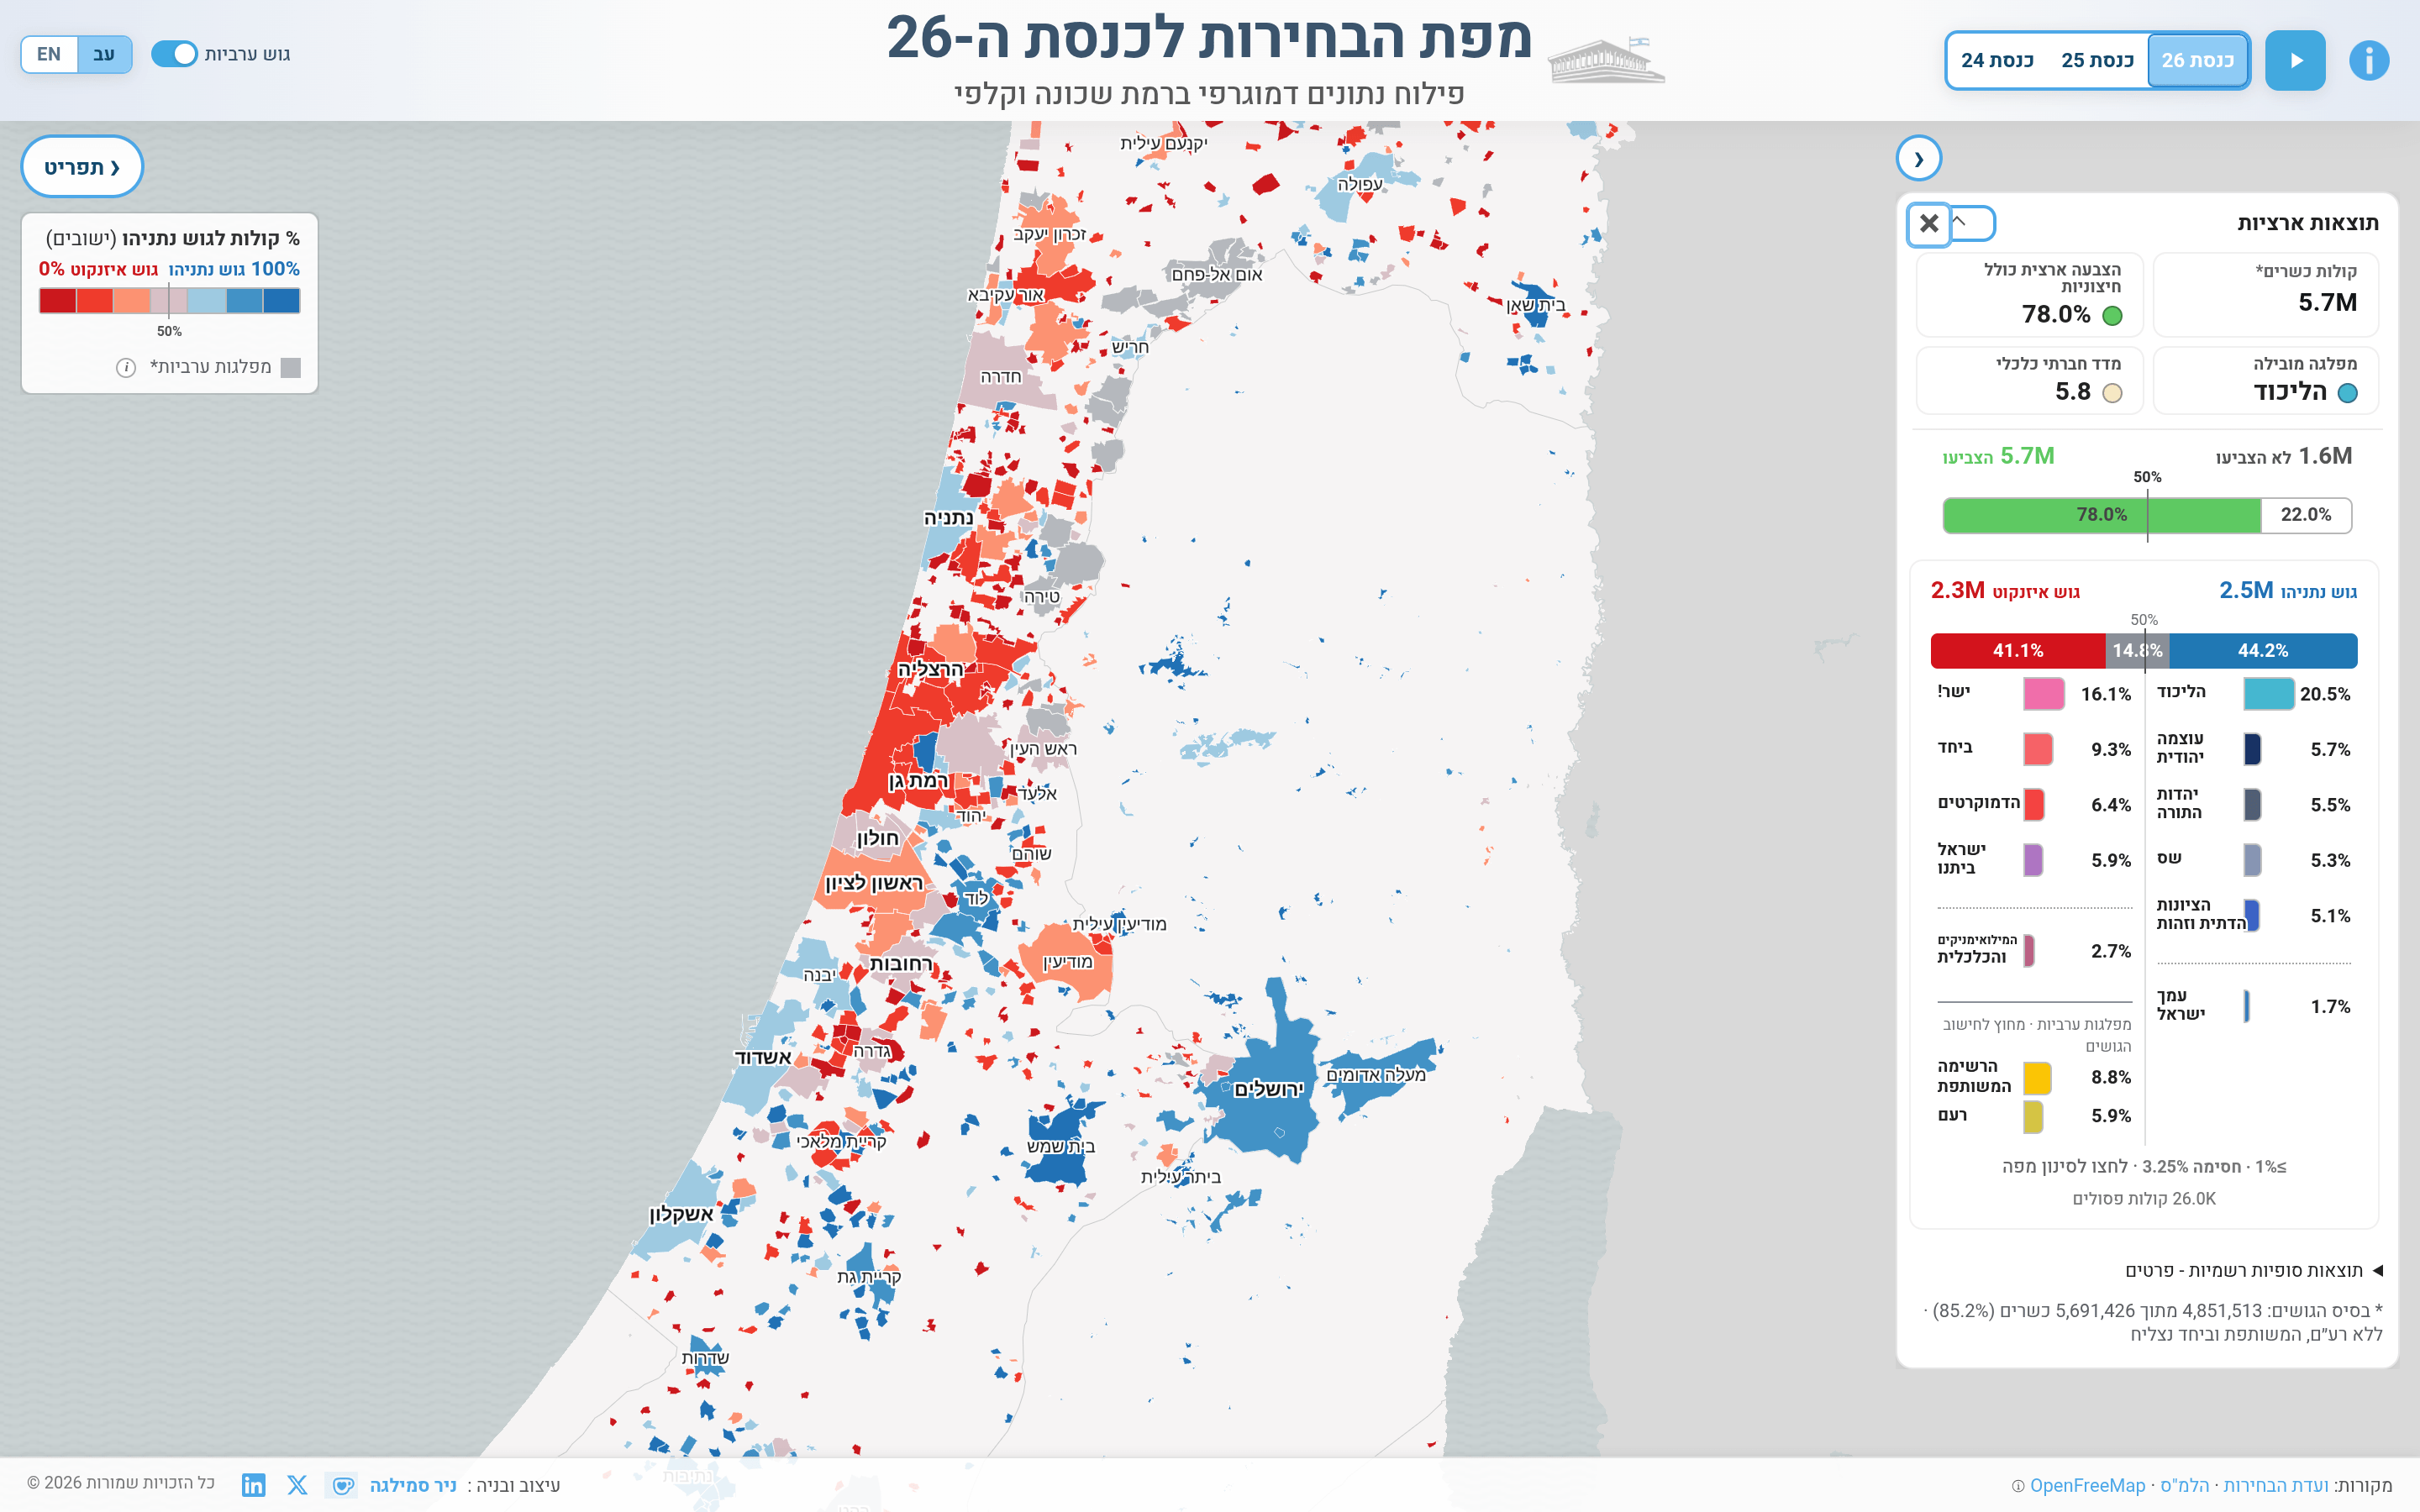 מפת הבחירות לכנסת ה-26
פילוח נתונים דמוגרפי ברמת שכונה וקלפי
כנסת 26
כנסת 25
כנסת 24
גוש ערביות
עב
EN
תפריט
% קולות לגוש נתניהו (ישובים)
100% גוש נתניהו
גוש איזנקוט 0%
50%
מפלגות ערביות*
תוצאות ארציות
קולות כשרים*
5.7M
הצבעה ארצית כולל
חיצוניות
78.0%
מפלגה מובילה
הליכוד
מדד חברתי כלכלי
5.8
1.6M לא הצביעו
5.7M הצביעו
50%
22.0%
78.0%
גוש נתניהו 2.5M
גוש איזנקוט 2.3M
50%
44.2%
14.8%
41.1%
הליכוד
20.5%
עוצמה
יהודית
5.7%
יהדות
התורה
5.5%
שס
5.3%
הציונות
הדתית וזהות
5.1%
עמך
ישראל
1.7%
ישר!
16.1%
ביחד
9.3%
הדמוקרטים
6.4%
ישראל
ביתנו
5.9%
המילואימניקים
והכלכלית
2.7%
מפלגות ערביות · מחוץ לחישוב
הגושים
הרשימה
המשותפת
8.8%
רעם
5.9%
≥1% · חסימה 3.25% · לחצו לסינון מפה
26.0K קולות פסולים
תוצאות סופיות רשמיות - פרטים
* בסיס הגושים: 4,851,513 מתוך 5,691,426 כשרים (85.2%) ·
ללא רע"ם, המשותפת וביחד נצליח
יקנעם עילית
עפולה
זכרון יעקב
אום אל-פחם
אור עקיבא
בית שאן
חריש
חדרה
נתניה
טירה
הרצליה
ראש העין
רמת גן
אלעד
יהוד
חולון
שוהם
ראשון לציון
לוד
מודיעין עילית
רחובות
מודיעין
יבנה
גדרה
אשדוד
מעלה אדומים
ירושלים
קריית מלאכי
בית שמש
ביתר עילית
אשקלון
קריית גת
שדרות
נתיבות
מקורות: ועדת הבחירות · הלמ"ס · OpenFreeMap
עיצוב ובניה : ניר סמילגה
כל הזכויות שמורות 2026 ©